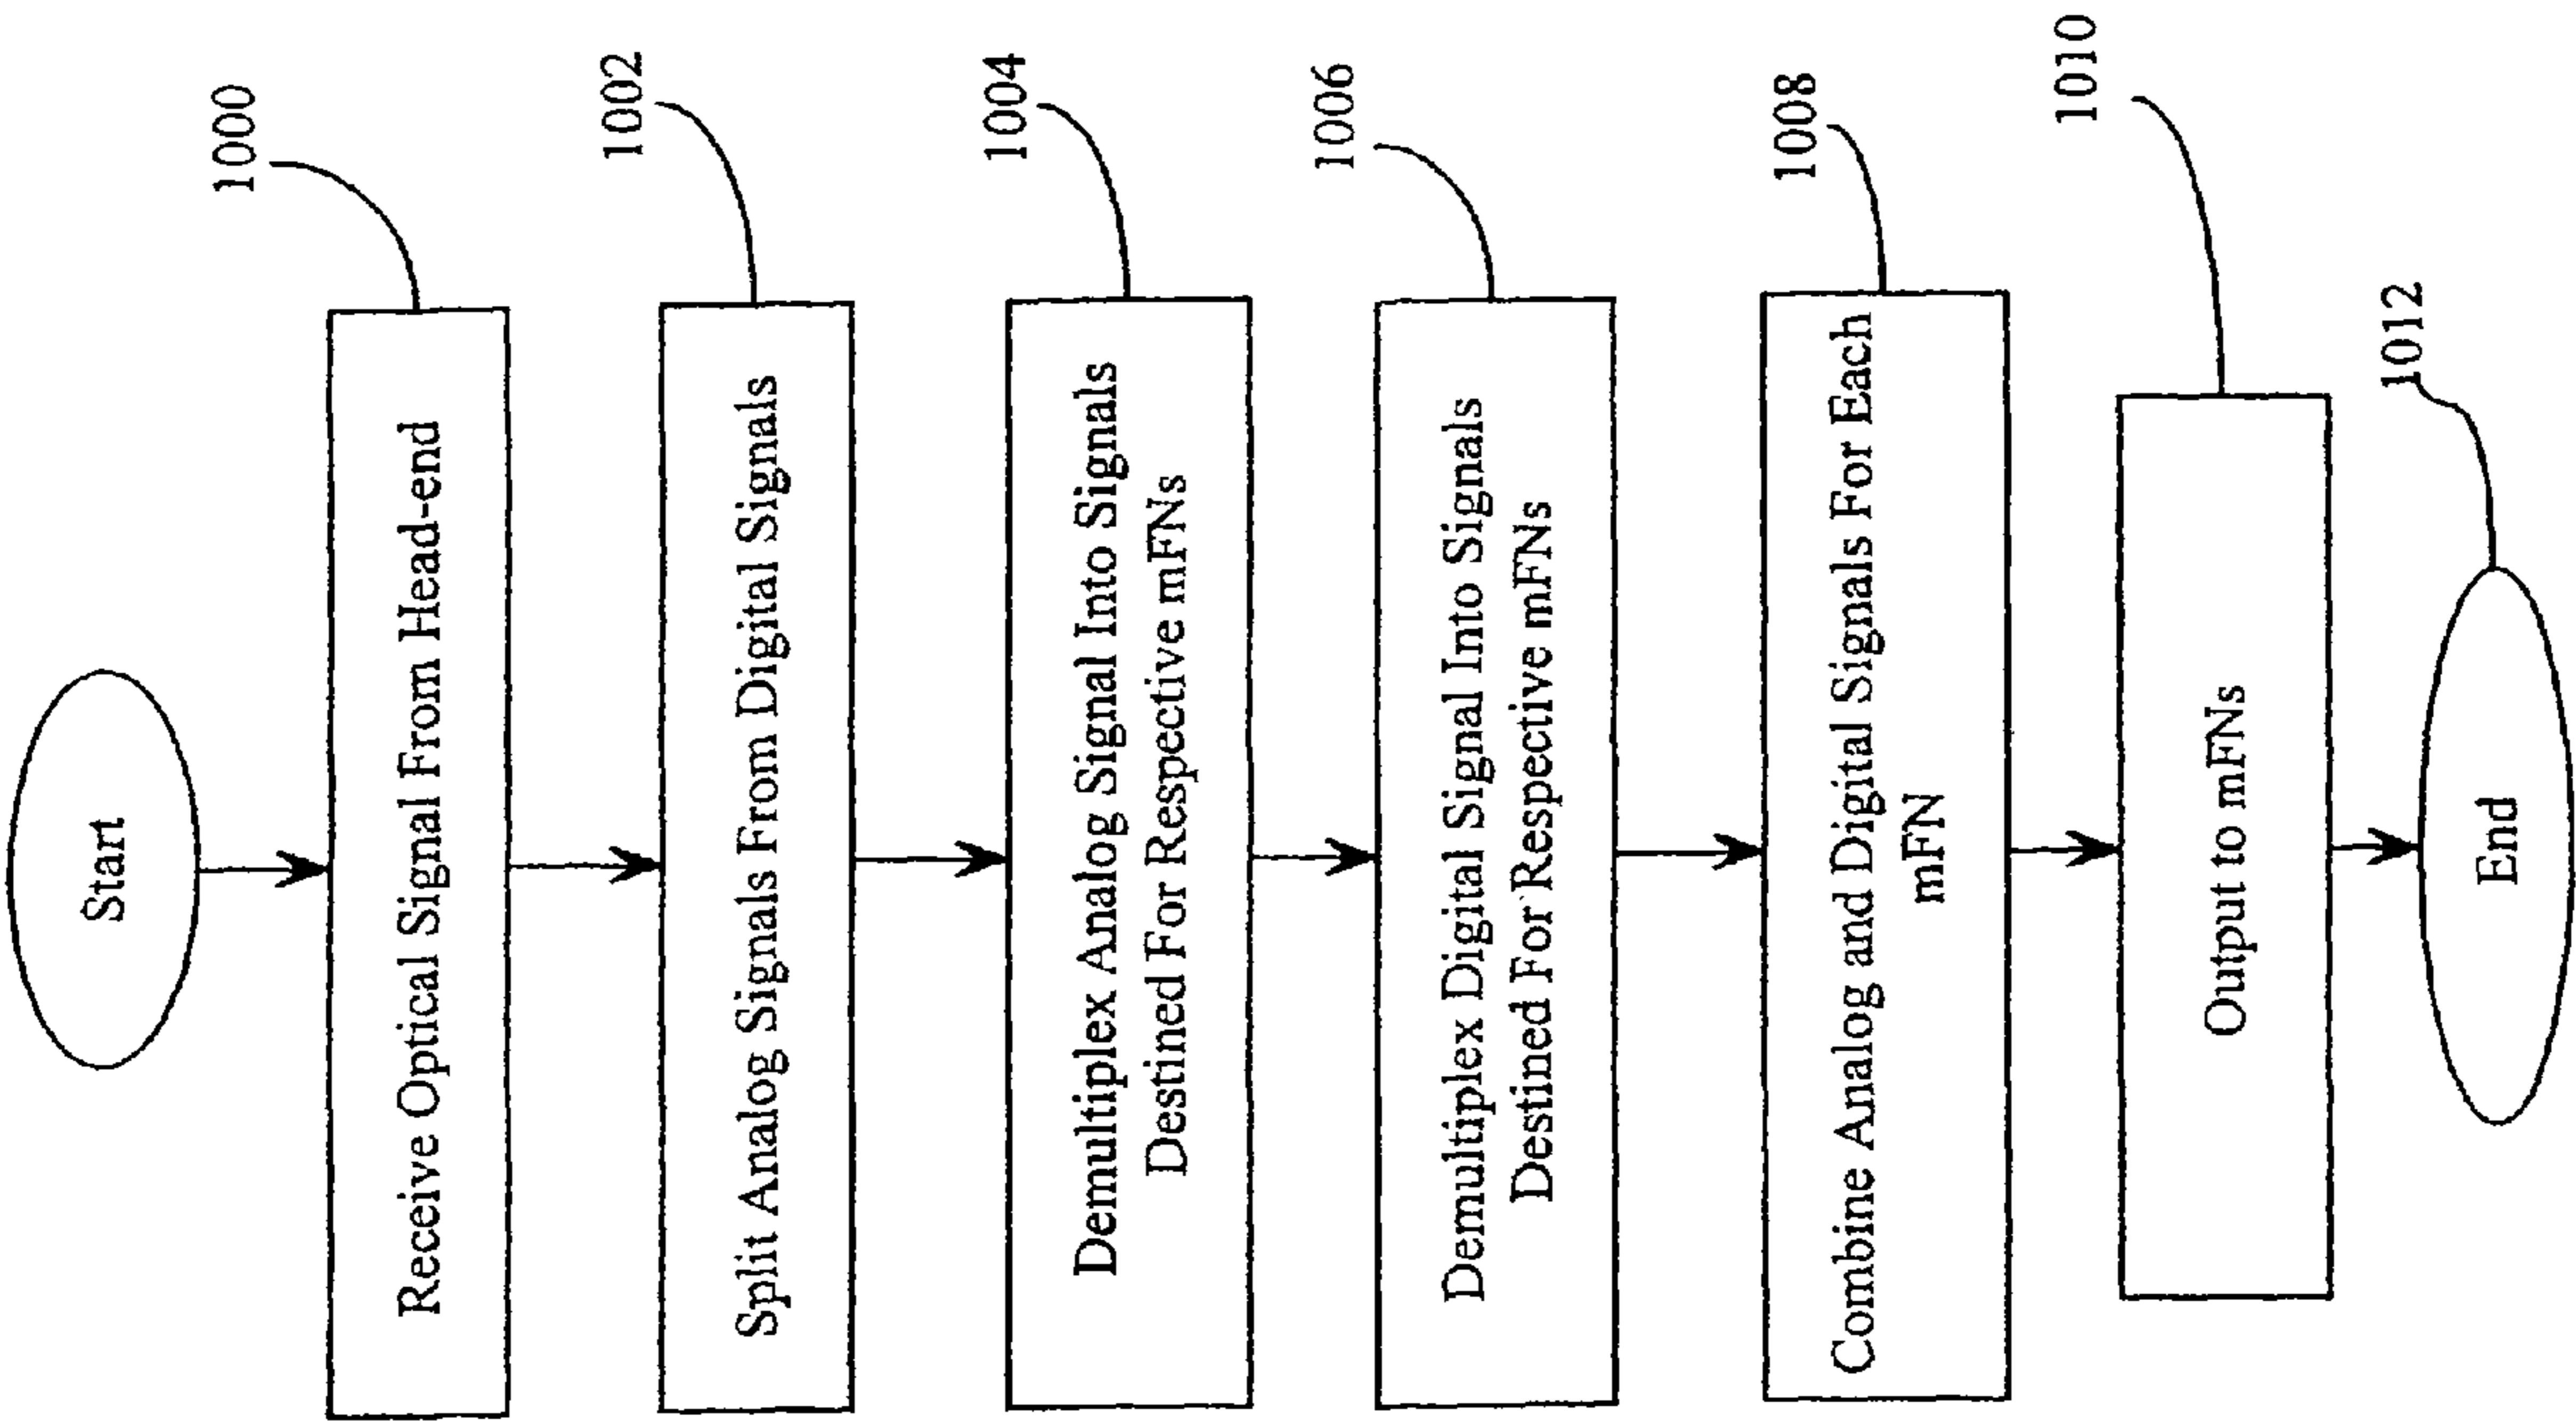 Start
1000
Receive Optical Signal From Head-end
1002
Split Analog Signals From Digital Signals
1004
Demultiplex Analog Signal Into Signals
Destined For Respective mFNs
1006
Demultiplex Digital Signal Into Signals
Destined For Respective mFNs
1008
Combine Analog and Digital Signals For Each
mFN
1010
Output to mFNs
1012
End